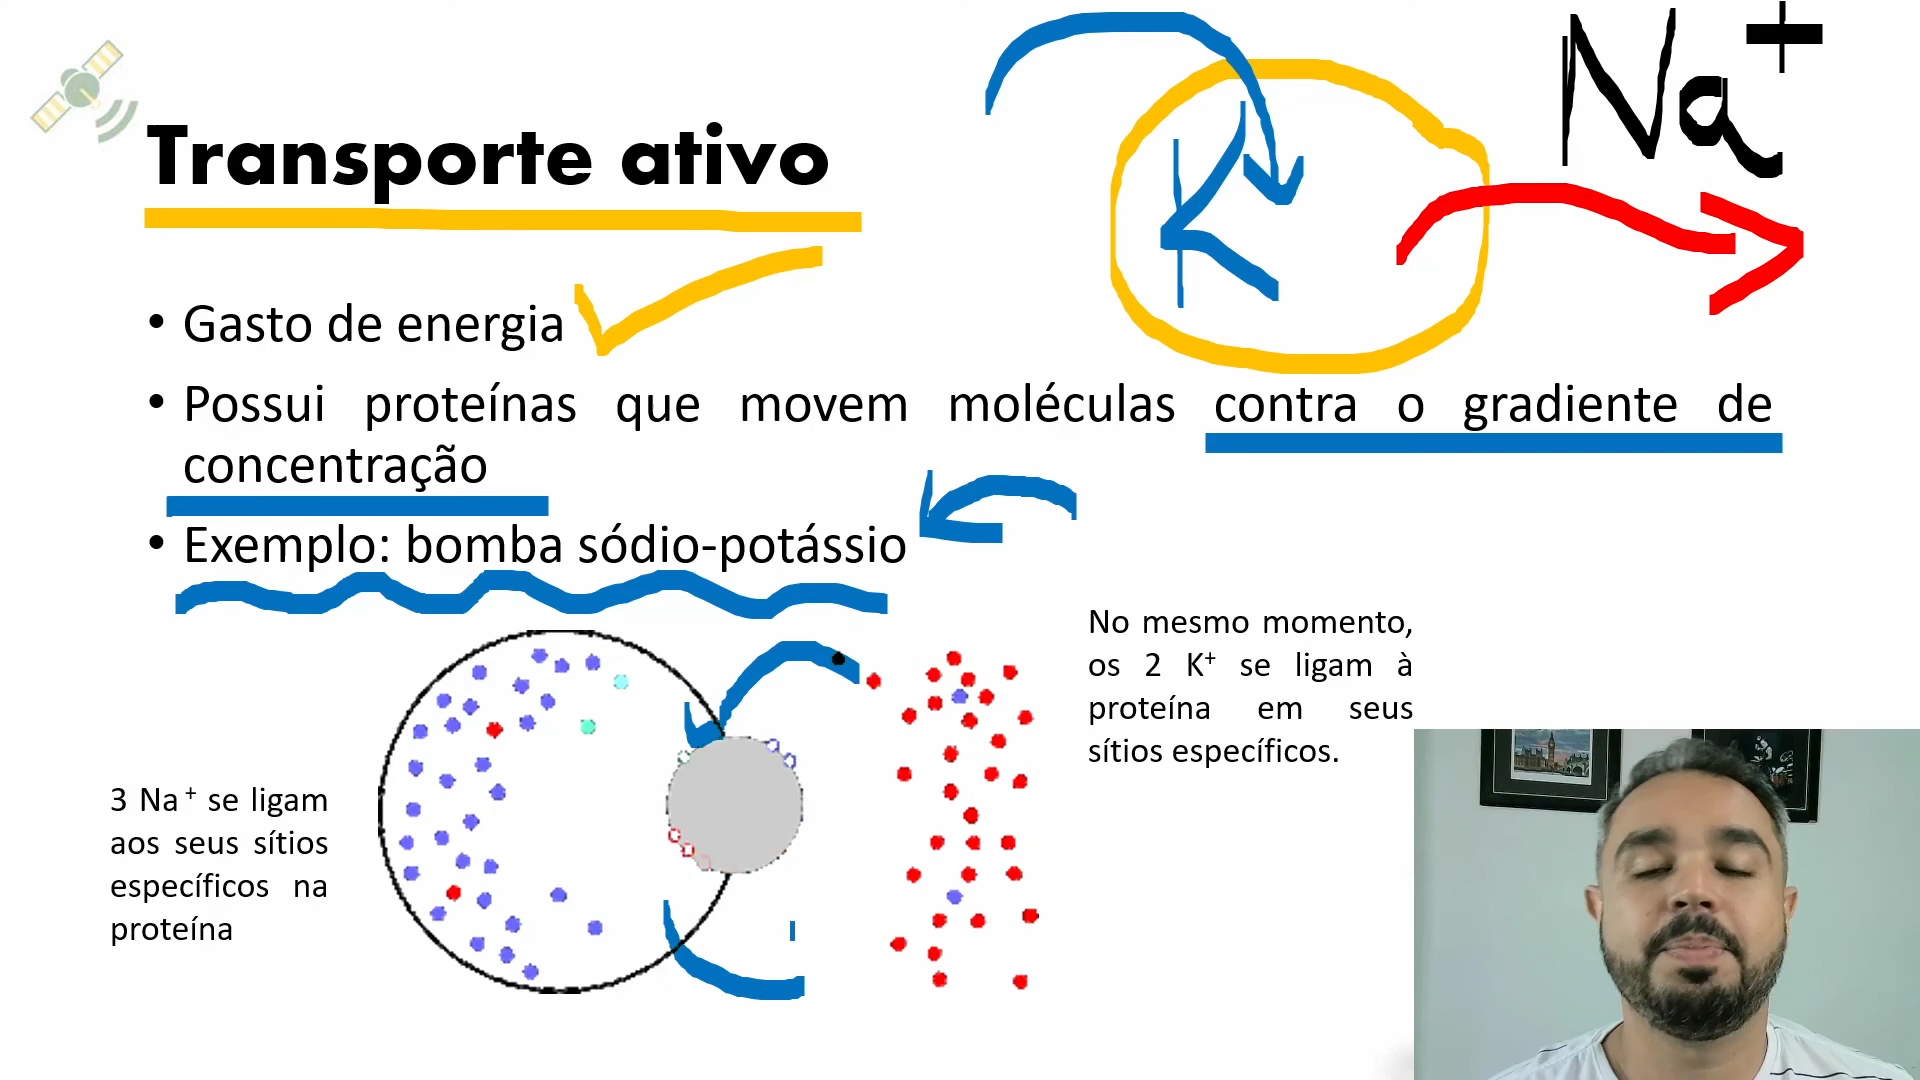 Na+
Transporte ativo
K
• Gasto de energia
• Possui proteínas que movem moléculas contra o gradiente de
concentração
• Exemplo: bomba sódio-potássio
No mesmo momento,
os 2 K⁺ se ligam à
proteína em seus
sítios específicos.
3 Na⁺ se ligam
aos seus sítios
específicos na
proteína